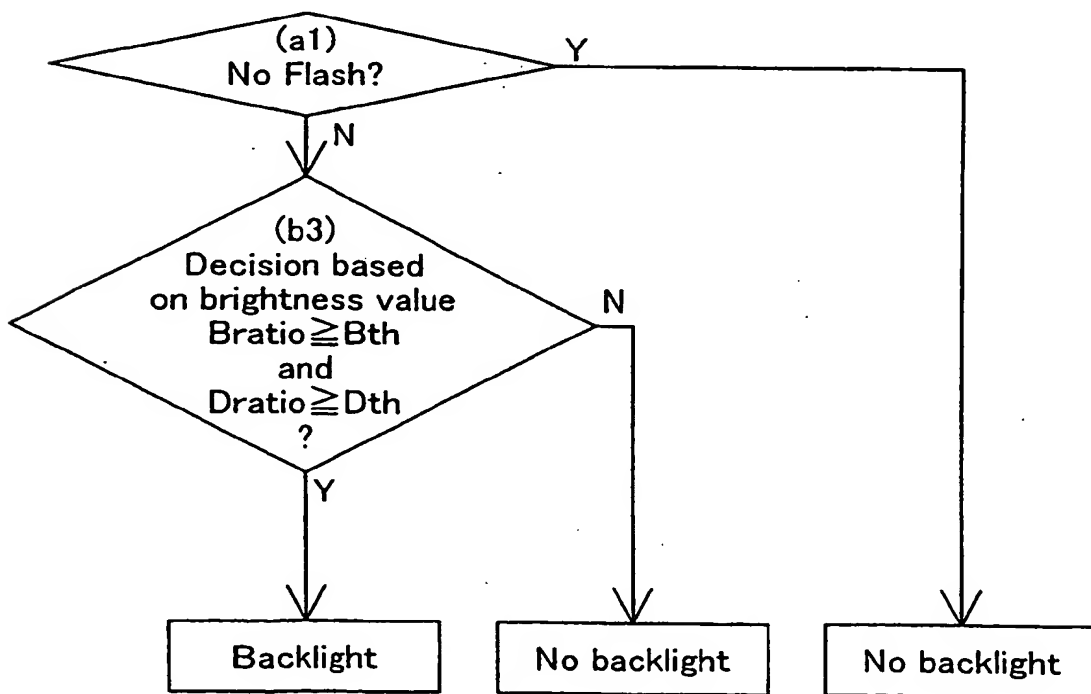 (a1)
No Flash?
Y
N
(b3)
Decision based
on brightness value
Bratio≧Bth
and
Dratio≧Dth
?
N
Y
Backlight
No backlight
No backlight